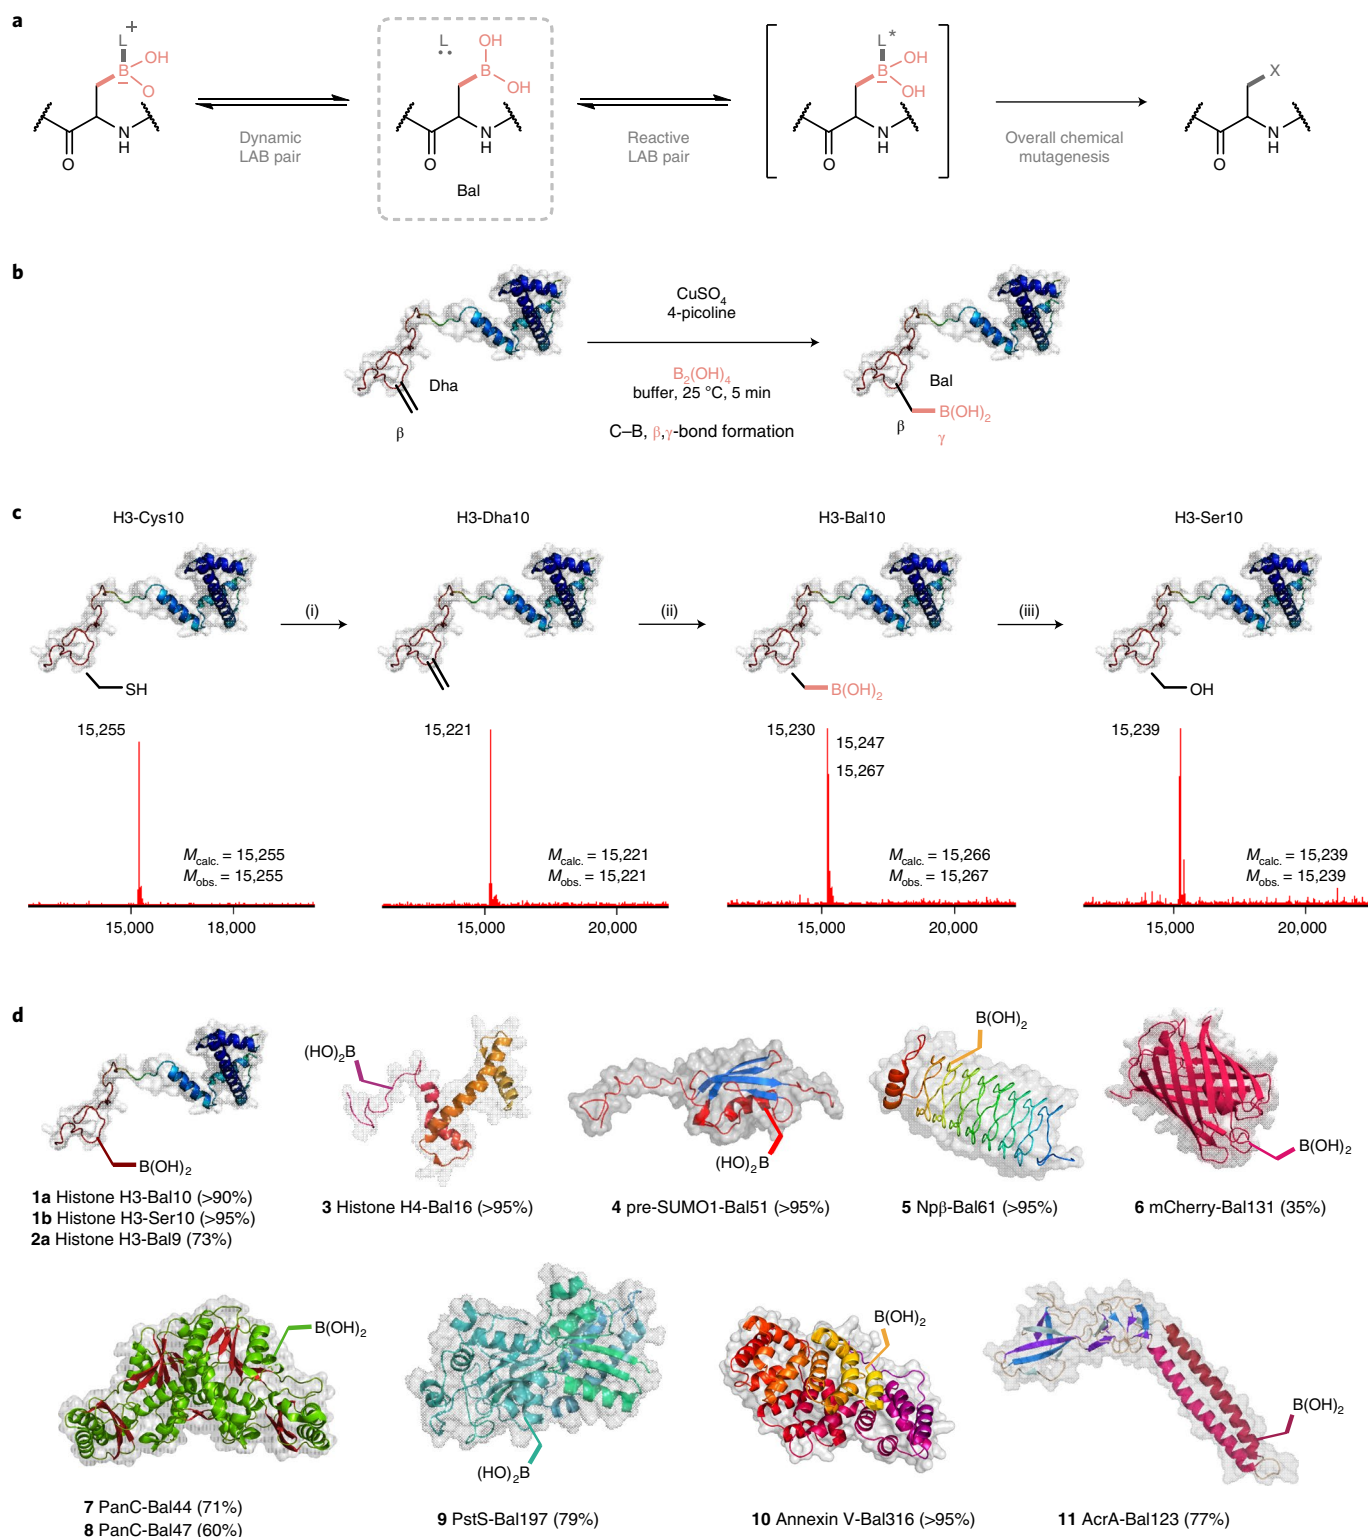 a
L
+
B
OH
O
O
N
H
Dynamic
LAB pair
L
OH
B
OH
O
N
H
Bal
Reactive
LAB pair
L*
B
OH
OH
O
N
H
Overall chemical
mutagenesis
X
O
N
H
b
Dha
β
CuSO4
4-picoline
B2(OH)4
buffer, 25 °C, 5 min
C–B, β,γ-bond formation
Bal
B(OH)2
β
γ
c
H3-Cys10
H3-Dha10
H3-Bal10
H3-Ser10
(i)
(ii)
(iii)
SH
B(OH)2
OH
15,255
Mcalc. = 15,255
Mobs. = 15,255
15,000
18,000
15,221
Mcalc. = 15,221
Mobs. = 15,221
15,000
20,000
15,230
15,247
15,267
Mcalc. = 15,266
Mobs. = 15,267
15,000
20,000
15,239
Mcalc. = 15,239
Mobs. = 15,239
15,000
20,000
d
B(OH)2
1a Histone H3-Bal10 (>90%)
1b Histone H3-Ser10 (>95%)
2a Histone H3-Bal9 (73%)
(HO)2B
3 Histone H4-Bal16 (>95%)
(HO)2B
4 pre-SUMO1-Bal51 (>95%)
B(OH)2
5 Npβ-Bal61 (>95%)
B(OH)2
6 mCherry-Bal131 (35%)
B(OH)2
7 PanC-Bal44 (71%)
8 PanC-Bal47 (60%)
(HO)2B
9 PstS-Bal197 (79%)
B(OH)2
10 Annexin V-Bal316 (>95%)
B(OH)2
11 AcrA-Bal123 (77%)